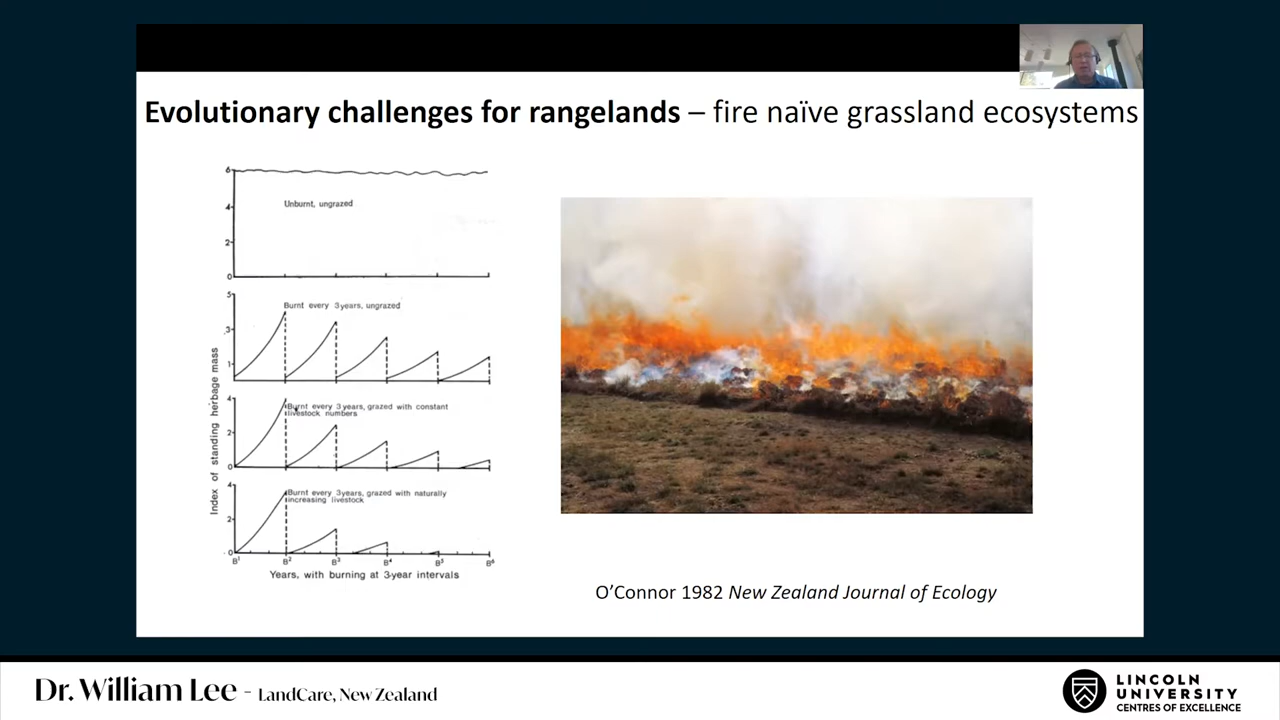 Evolutionary challenges for rangelands – fire naïve grassland ecosystems
6
4
2
0
Unburnt, ungrazed
5
3
1
Burnt every 3 years, ungrazed
4
2
0
Burnt every 3 years, grazed with constant
livestock numbers
4
2
0
Burnt every 3 years, grazed with naturally
increasing livestock
B¹ B² B³ B⁴ B⁵ B⁶
Years, with burning at 3-year intervals
Index of standing herbage mass
O’Connor 1982 New Zealand Journal of Ecology
Dr. William Lee - LandCare, New Zealand
LINCOLN
UNIVERSITY
CENTRES OF EXCELLENCE